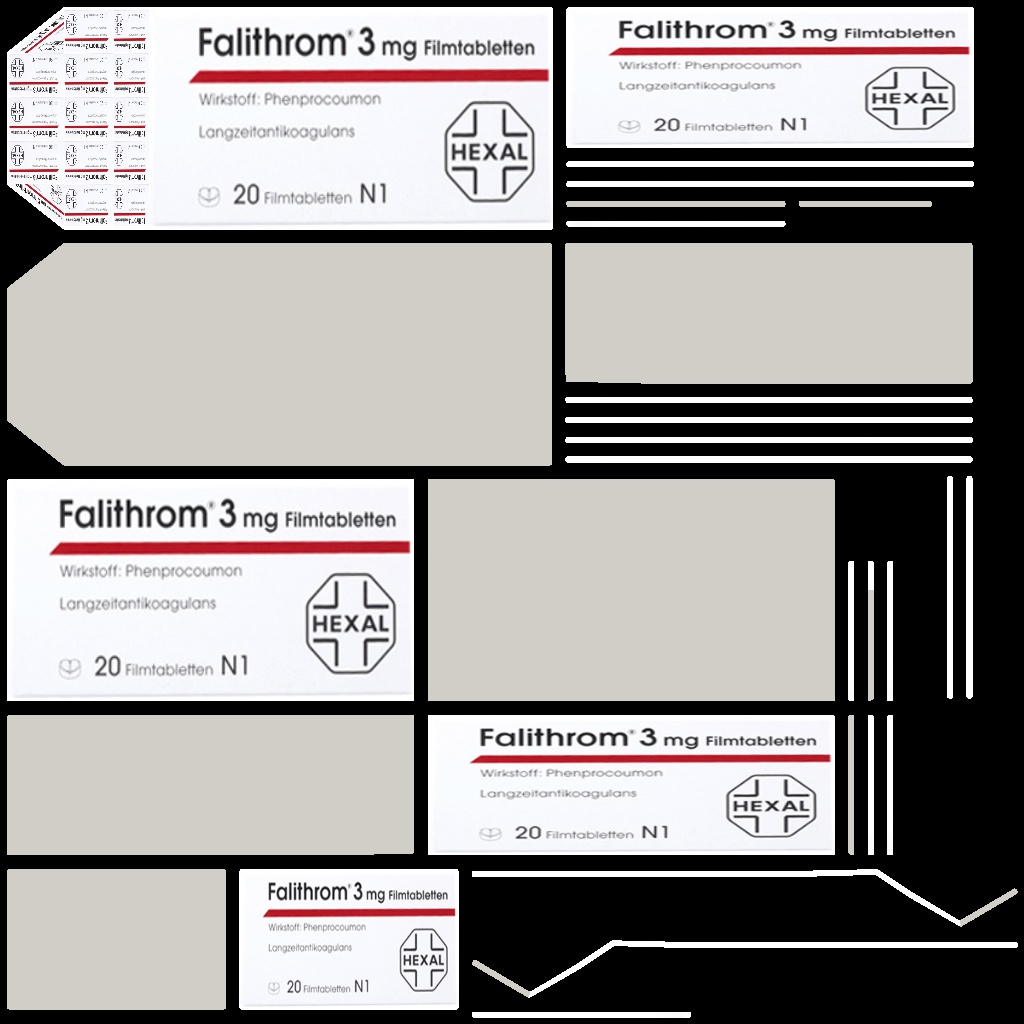 Falithrom® 3 mg Filmtabletten
Wirkstoff: Phenprocoumon
Langzeitantikoagulans
HEXAL
20 Filmtabletten N1
Falithrom® 3 mg Filmtabletten
Wirkstoff: Phenprocoumon
Langzeitantikoagulans
HEXAL
20 Filmtabletten N1
Falithrom® 3 mg Filmtabletten
Wirkstoff: Phenprocoumon
Langzeitantikoagulans
HEXAL
20 Filmtabletten N1
Falithrom® 3 mg Filmtabletten
Wirkstoff: Phenprocoumon
Langzeitantikoagulans
HEXAL
20 Filmtabletten N1
Falithrom® 3 mg Filmtabletten
Wirkstoff: Phenprocoumon
Langzeitantikoagulans
HEXAL
20 Filmtabletten N1